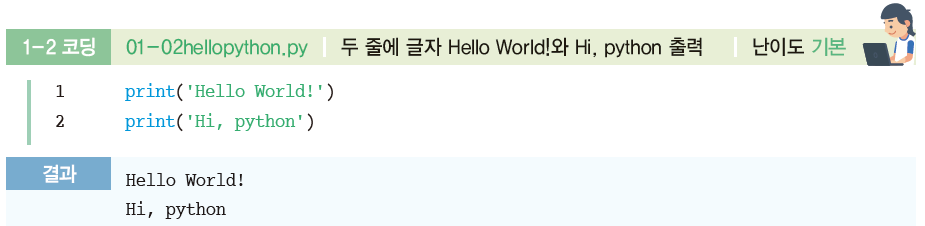 1-2 코딩 01-02hellopython.py 두 줄에 글자 Hello World!와 Hi, python 출력 난이도 기본
1 print('Hello World!')
2 print('Hi, python')
결과 Hello World!
Hi, python